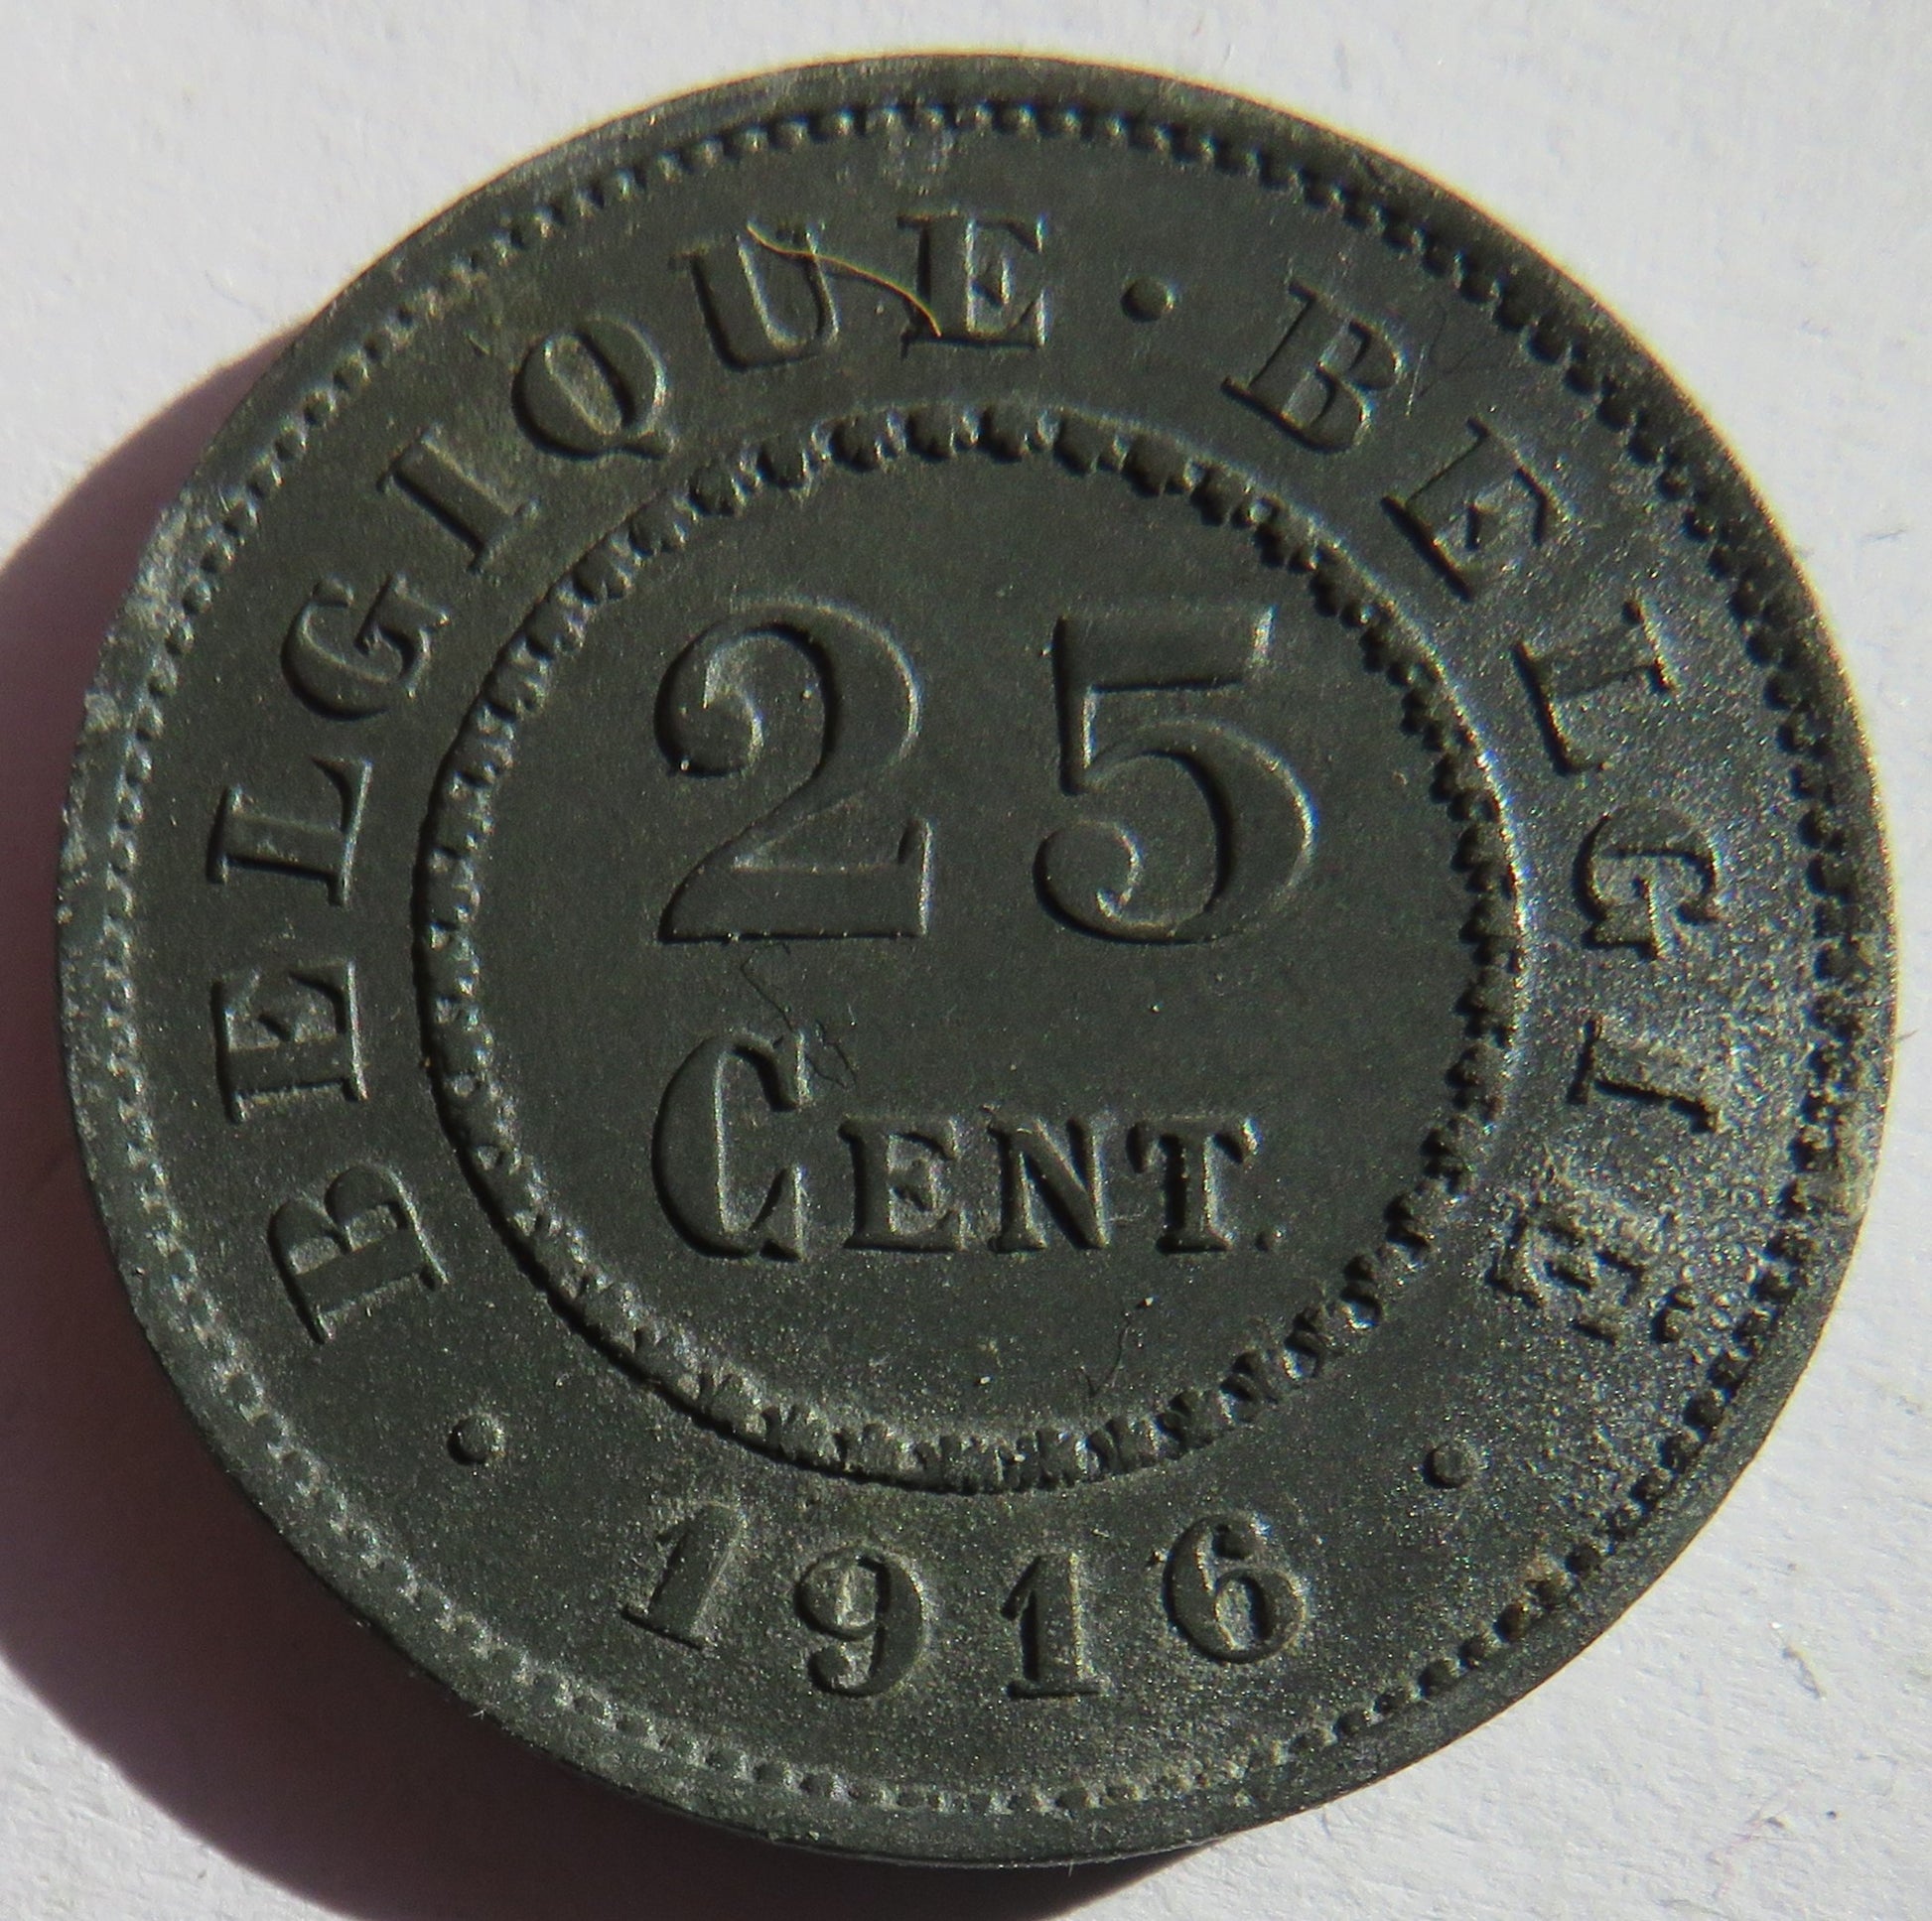 BELGIQUE · BELGIË
25
CENT.
· 1916 ·